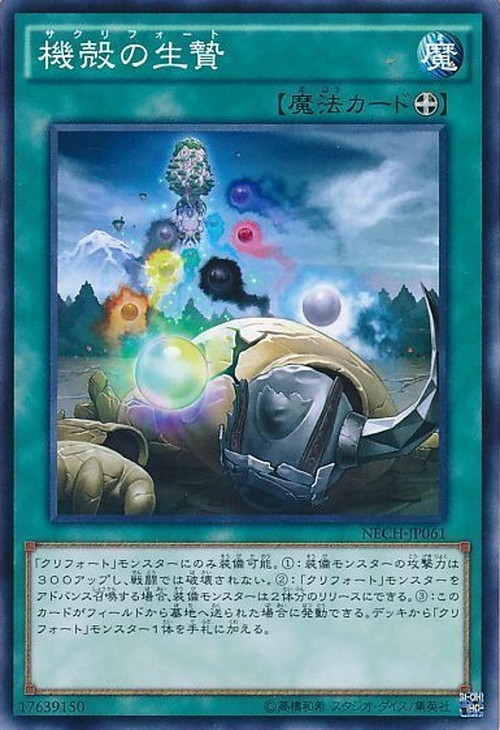 サクリフォート
機殻の生贄
魔
【魔法カード】
NECH-JP061
「クリフォート」モンスターにのみ装備可能。①：装備モンスターの攻撃力は
３００アップし、戦闘では破壊されない。②：「クリフォート」モンスターを
アドバンス召喚する場合、装備モンスターは２体分のリリースにできる。③：この
カードがフィールドから墓地へ送られた場合に発動できる。デッキから「クリ
フォート」モンスター１体を手札に加える。
17639150
©高橋和希 スタジオ・ダイス/集英社